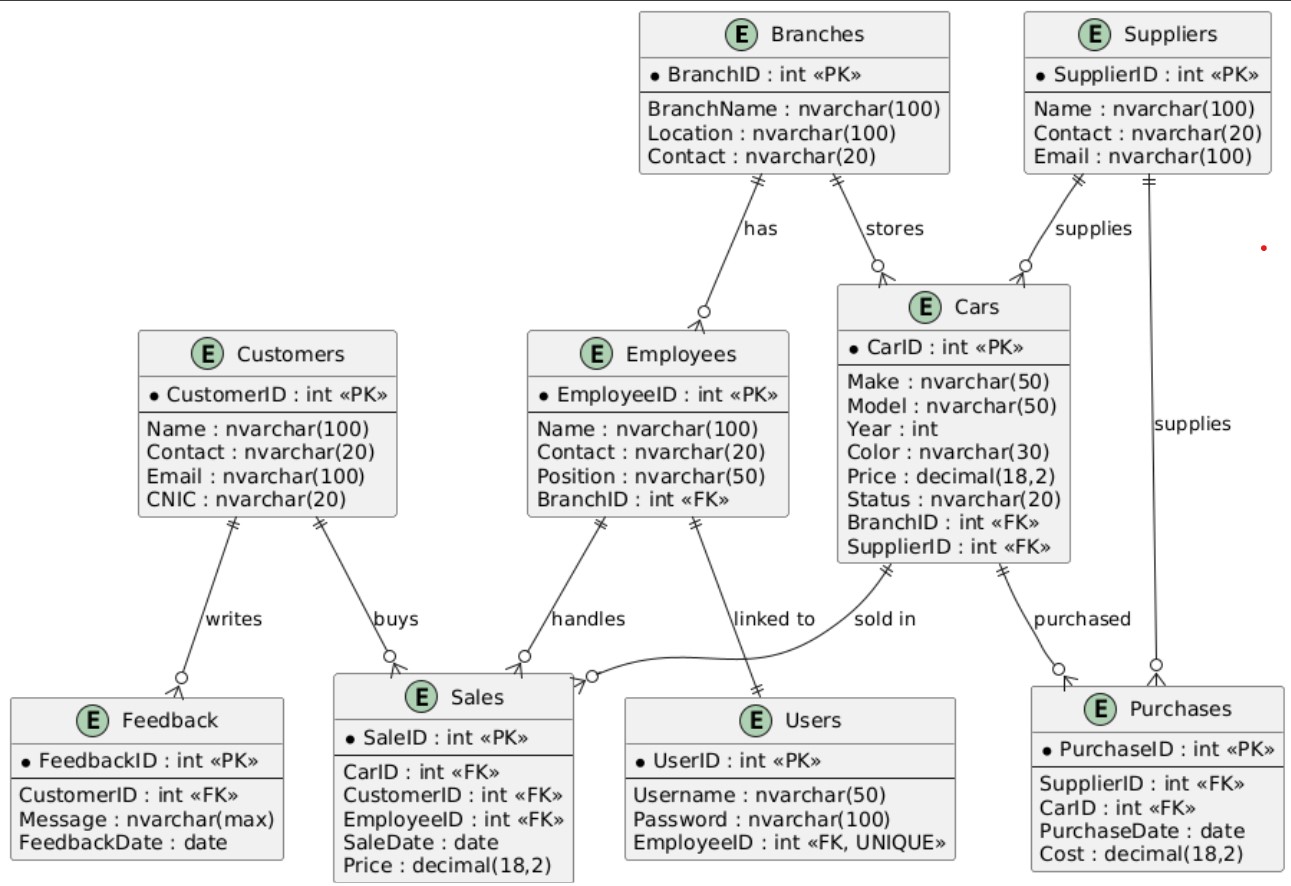 E Branches
• BranchID : int «PK»
BranchName : nvarchar(100)
Location : nvarchar(100)
Contact : nvarchar(20)
E Suppliers
• SupplierID : int «PK»
Name : nvarchar(100)
Contact : nvarchar(20)
Email : nvarchar(100)
has
stores
supplies
E Customers
• CustomerID : int «PK»
Name : nvarchar(100)
Contact : nvarchar(20)
Email : nvarchar(100)
CNIC : nvarchar(20)
E Employees
• EmployeeID : int «PK»
Name : nvarchar(100)
Contact : nvarchar(20)
Position : nvarchar(50)
BranchID : int «FK»
E Cars
• CarID : int «PK»
Make : nvarchar(50)
Model : nvarchar(50)
Year : int
Color : nvarchar(30)
Price : decimal(18,2)
Status : nvarchar(20)
BranchID : int «FK»
SupplierID : int «FK»
supplies
writes
buys
handles
linked to
sold in
purchased
E Feedback
• FeedbackID : int «PK»
CustomerID : int «FK»
Message : nvarchar(max)
FeedbackDate : date
E Sales
• SaleID : int «PK»
CarID : int «FK»
CustomerID : int «FK»
EmployeeID : int «FK»
SaleDate : date
Price : decimal(18,2)
E Users
• UserID : int «PK»
Username : nvarchar(50)
Password : nvarchar(100)
EmployeeID : int «FK, UNIQUE»
E Purchases
• PurchaseID : int «PK»
SupplierID : int «FK»
CarID : int «FK»
PurchaseDate : date
Cost : decimal(18,2)